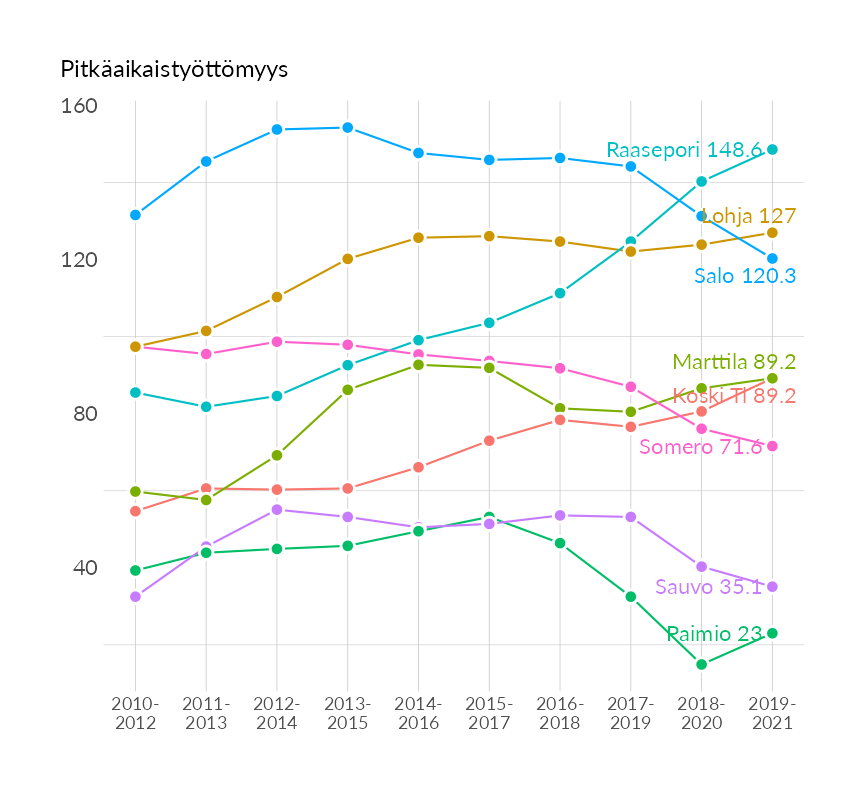 Pitkäaikaistyöttömyys
160
Raasepori 148.6
Lohja 127
120
Salo 120.3
Marttila 89.2
Koski Tl 89.2
80
Somero 71.6
40
Sauvo 35.1
Paimio 23
2010- 2011- 2012- 2013- 2014- 2015- 2016- 2017- 2018- 2019-
2012 2013 2014 2015 2016 2017 2018 2019 2020 2021